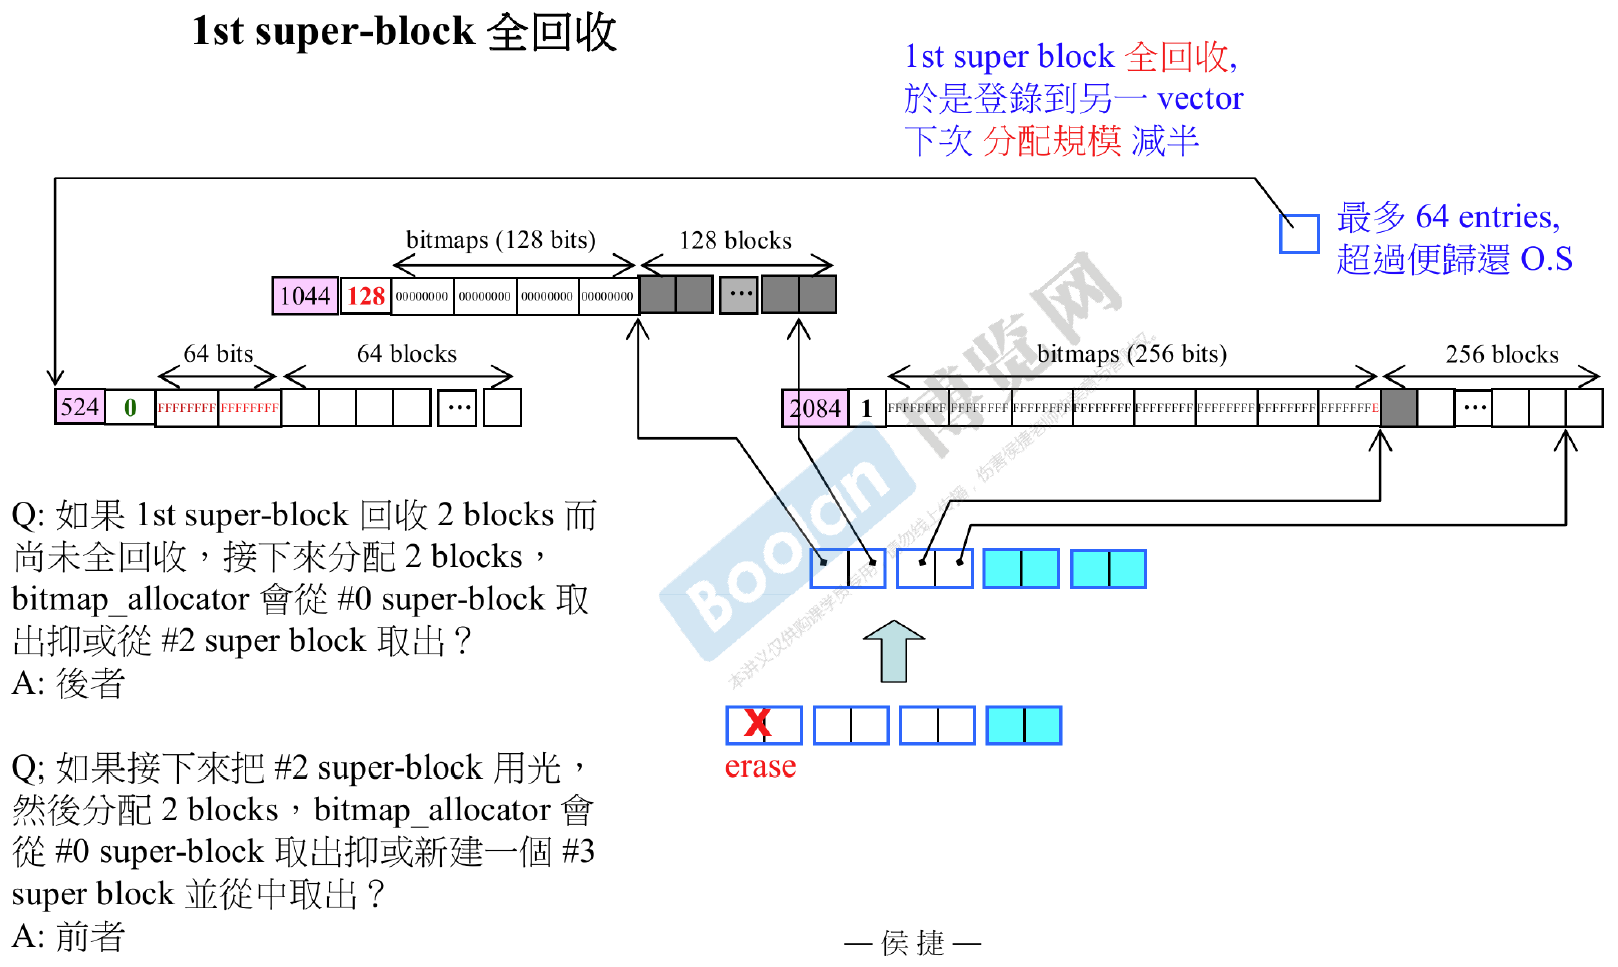 1st super-block 全回收
1st super block 全回收,
於是登錄到另一 vector
下次 分配規模 減半
最多 64 entries,
超過便歸還 O.S
bitmaps (128 bits) 128 blocks
1044 128 00000000 00000000 00000000 00000000 ...
64 bits 64 blocks
524 0 FFFFFFFF FFFFFFFF ...
bitmaps (256 bits) 256 blocks
2084 1 FFFFFFFF FFFFFFFF FFFFFFFF FFFFFFFF FFFFFFFF FFFFFFFF FFFFFFFF FFFFFFFE ...
Q: 如果 1st super-block 回收 2 blocks 而
尚未全回收，接下來分配 2 blocks，
bitmap_allocator 會從 #0 super-block 取
出抑或從 #2 super block 取出？
A: 後者
Q; 如果接下來把 #2 super-block 用光，
然後分配 2 blocks，bitmap_allocator 會
從 #0 super-block 取出抑或新建一個 #3
super block 並從中取出？
A: 前者
X
erase
Boolan
博览网
— 侯 捷 —